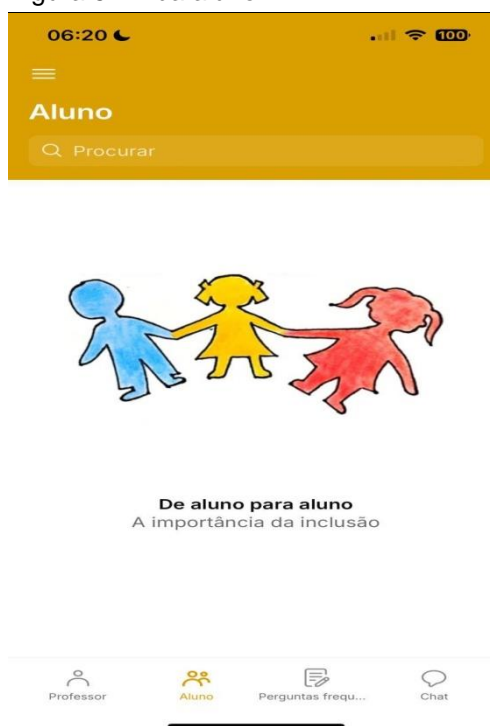 06:20
100
Aluno
Procurar
De aluno para aluno
A importância da inclusão
Professor
Aluno
Perguntas frequ...
Chat